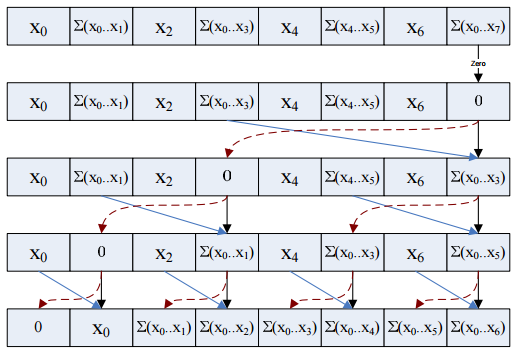 x0 Σ(x0..x1) x2 Σ(x0..x3) x4 Σ(x4..x5) x6 Σ(x0..x7)
Zero
x0 Σ(x0..x1) x2 Σ(x0..x3) x4 Σ(x4..x5) x6 0
x0 Σ(x0..x1) x2 0 x4 Σ(x4..x5) x6 Σ(x0..x3)
x0 0 x2 Σ(x0..x1) x4 Σ(x0..x3) x6 Σ(x0..x5)
0 x0 Σ(x0..x1) Σ(x0..x2) Σ(x0..x3) Σ(x0..x4) Σ(x0..x5) Σ(x0..x6)